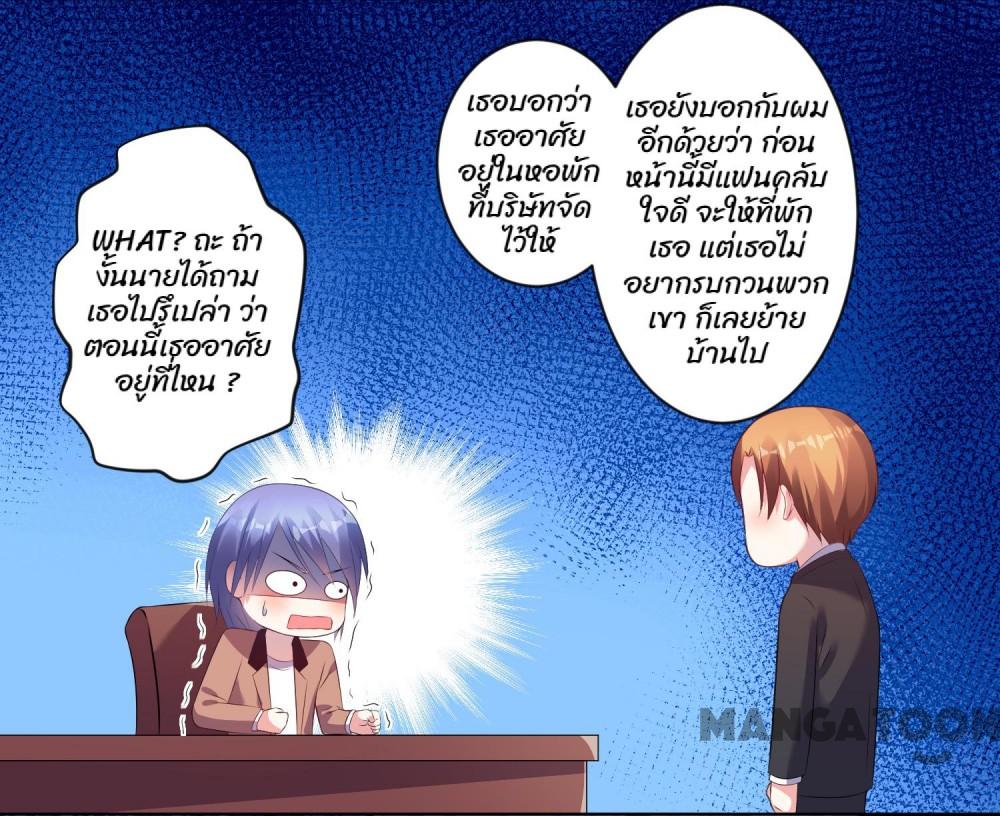 WHAT? ถะ ถ้า
งั้นนายได้ถาม
เธอไปรึเปล่า ว่า
ตอนนี้เธออาศัย
อยู่ที่ไหน ?
เธอบอกว่า
เธออาศัย
อยู่ในหอพัก
ที่บริษัทจัด
ไว้ให้
เธอยังบอกกับผม
อีกด้วยว่า ก่อน
หน้านี้มีแฟนคลับ
ใจดี จะให้ที่พัก
เธอ แต่เธอไม่
อยากรบกวนพวก
เขา ก็เลยย้าย
บ้านไป
MANGATOON